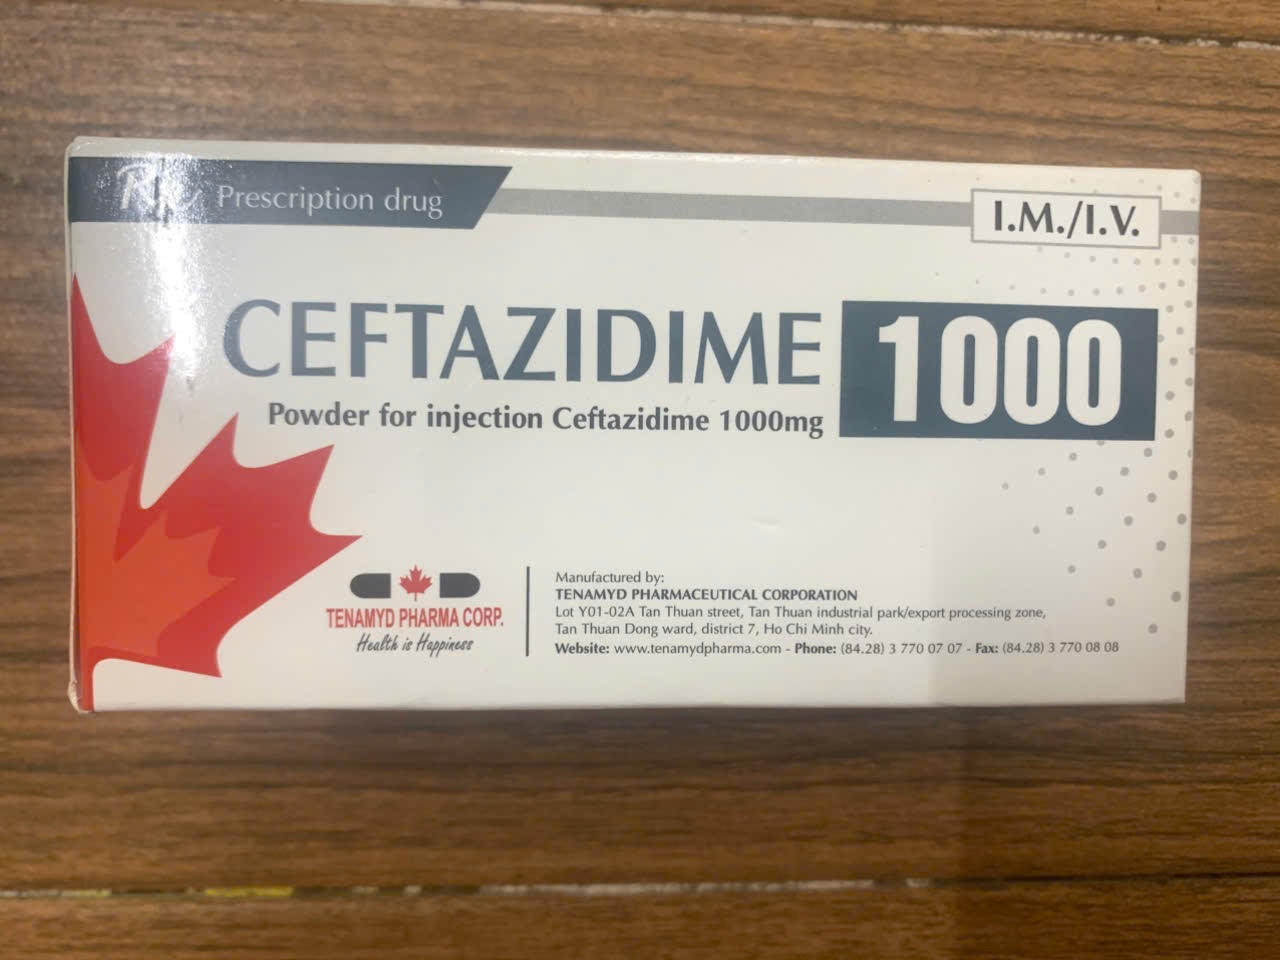 Rx Prescription drug
I.M./I.V.
CEFTAZIDIME 1000
Powder for injection Ceftazidime 1000mg
TENAMYD PHARMA CORP.
Health is Happiness
Manufactured by:
TENAMYD PHARMACEUTICAL CORPORATION
Lot Y01-02A Tan Thuan street, Tan Thuan industrial park/export processing zone,
Tan Thuan Dong ward, district 7, Ho Chi Minh city.
Website: www.tenamydpharma.com - Phone: (84.28) 3 770 07 07 - Fax: (84.28) 3 770 08 08